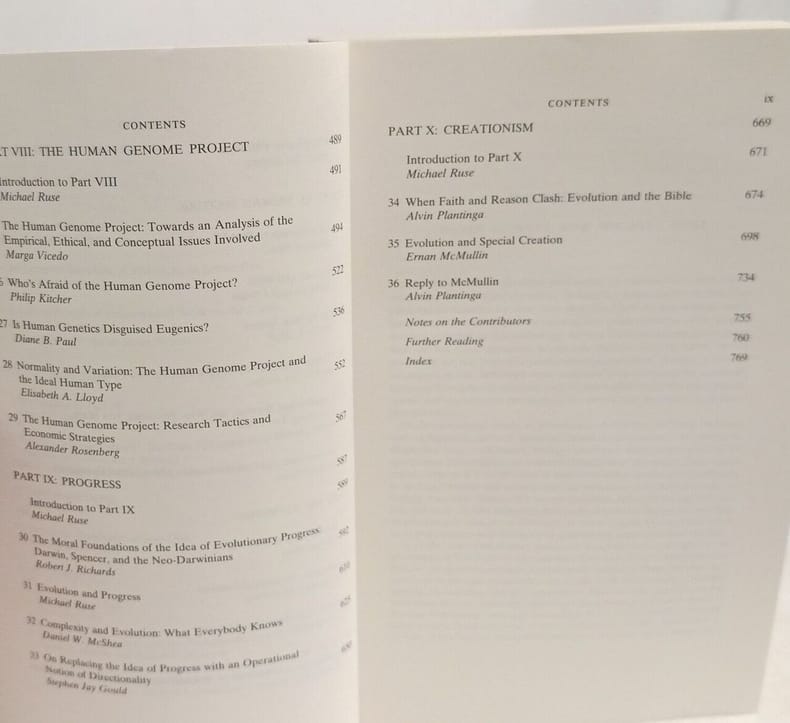 CONTENTS
T VIII: THE HUMAN GENOME PROJECT 489
ntroduction to Part VIII 491
Michael Ruse
The Human Genome Project: Towards an Analysis of the
Empirical, Ethical, and Conceptual Issues Involved 494
Marga Vicedo
Who's Afraid of the Human Genome Project? 522
Philip Kitcher
27 Is Human Genetics Disguised Eugenics? 536
Diane B. Paul
28 Normality and Variation: The Human Genome Project and
the Ideal Human Type 552
Elisabeth A. Lloyd
29 The Human Genome Project: Research Tactics and
Economic Strategies 567
Alexander Rosenberg
PART IX: PROGRESS 587
Introduction to Part IX 589
Michael Ruse
30 The Moral Foundations of the Idea of Evolutionary Progress:
Darwin, Spencer, and the Neo-Darwinians 592
Robert J. Richards
31 Evolution and Progress 610
Michael Ruse
32 Complexity and Evolution: What Everybody Knows 625
Daniel W. McShea
33 On Replacing the Idea of Progress with an Operational
Notion of Directionality
Stephen Jay Gould
CONTENTS ix
PART X: CREATIONISM 669
Introduction to Part X 671
Michael Ruse
34 When Faith and Reason Clash: Evolution and the Bible 674
Alvin Plantinga
35 Evolution and Special Creation 698
Ernan McMullin
36 Reply to McMullin 734
Alvin Plantinga
Notes on the Contributors 755
Further Reading 760
Index 769